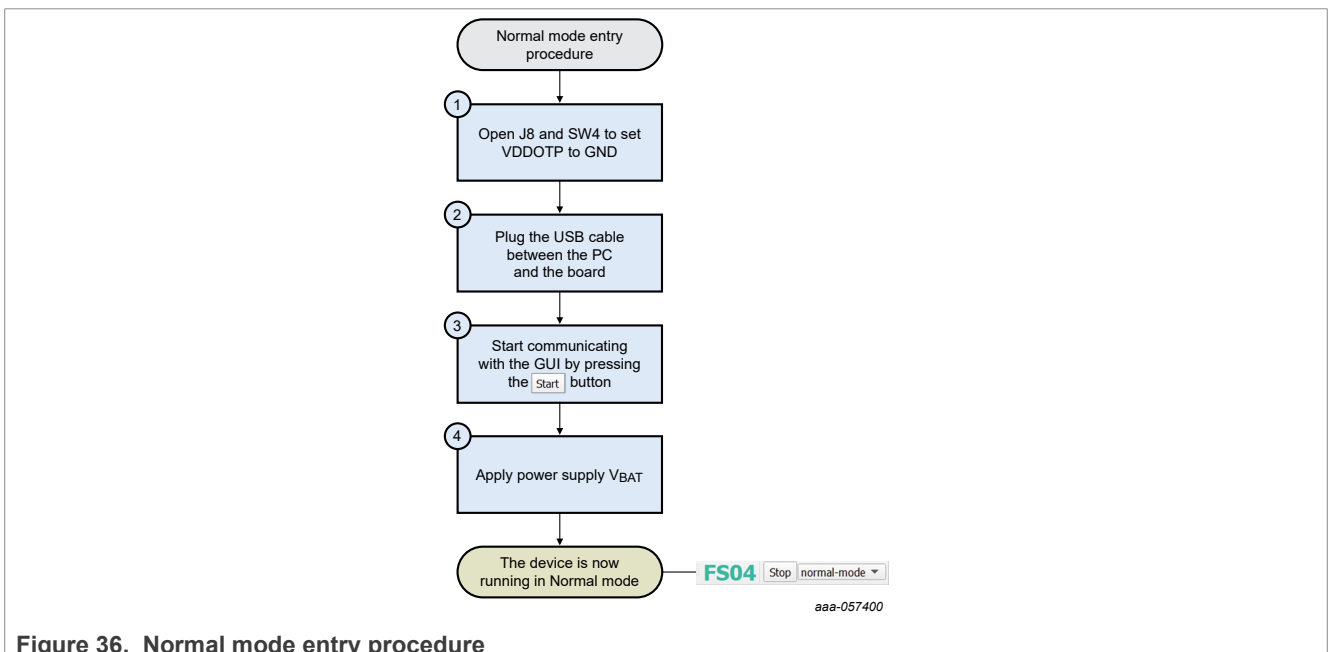 Normal mode entry
procedure
1
Open J8 and SW4 to set
VDDOTP to GND
2
Plug the USB cable
between the PC
and the board
3
Start communicating
with the GUI by pressing
the Start button
4
Apply power supply VBAT
The device is now
running in Normal mode
FS04 Stop normal-mode
aaa-057400
Figure 36. Normal mode entry procedure